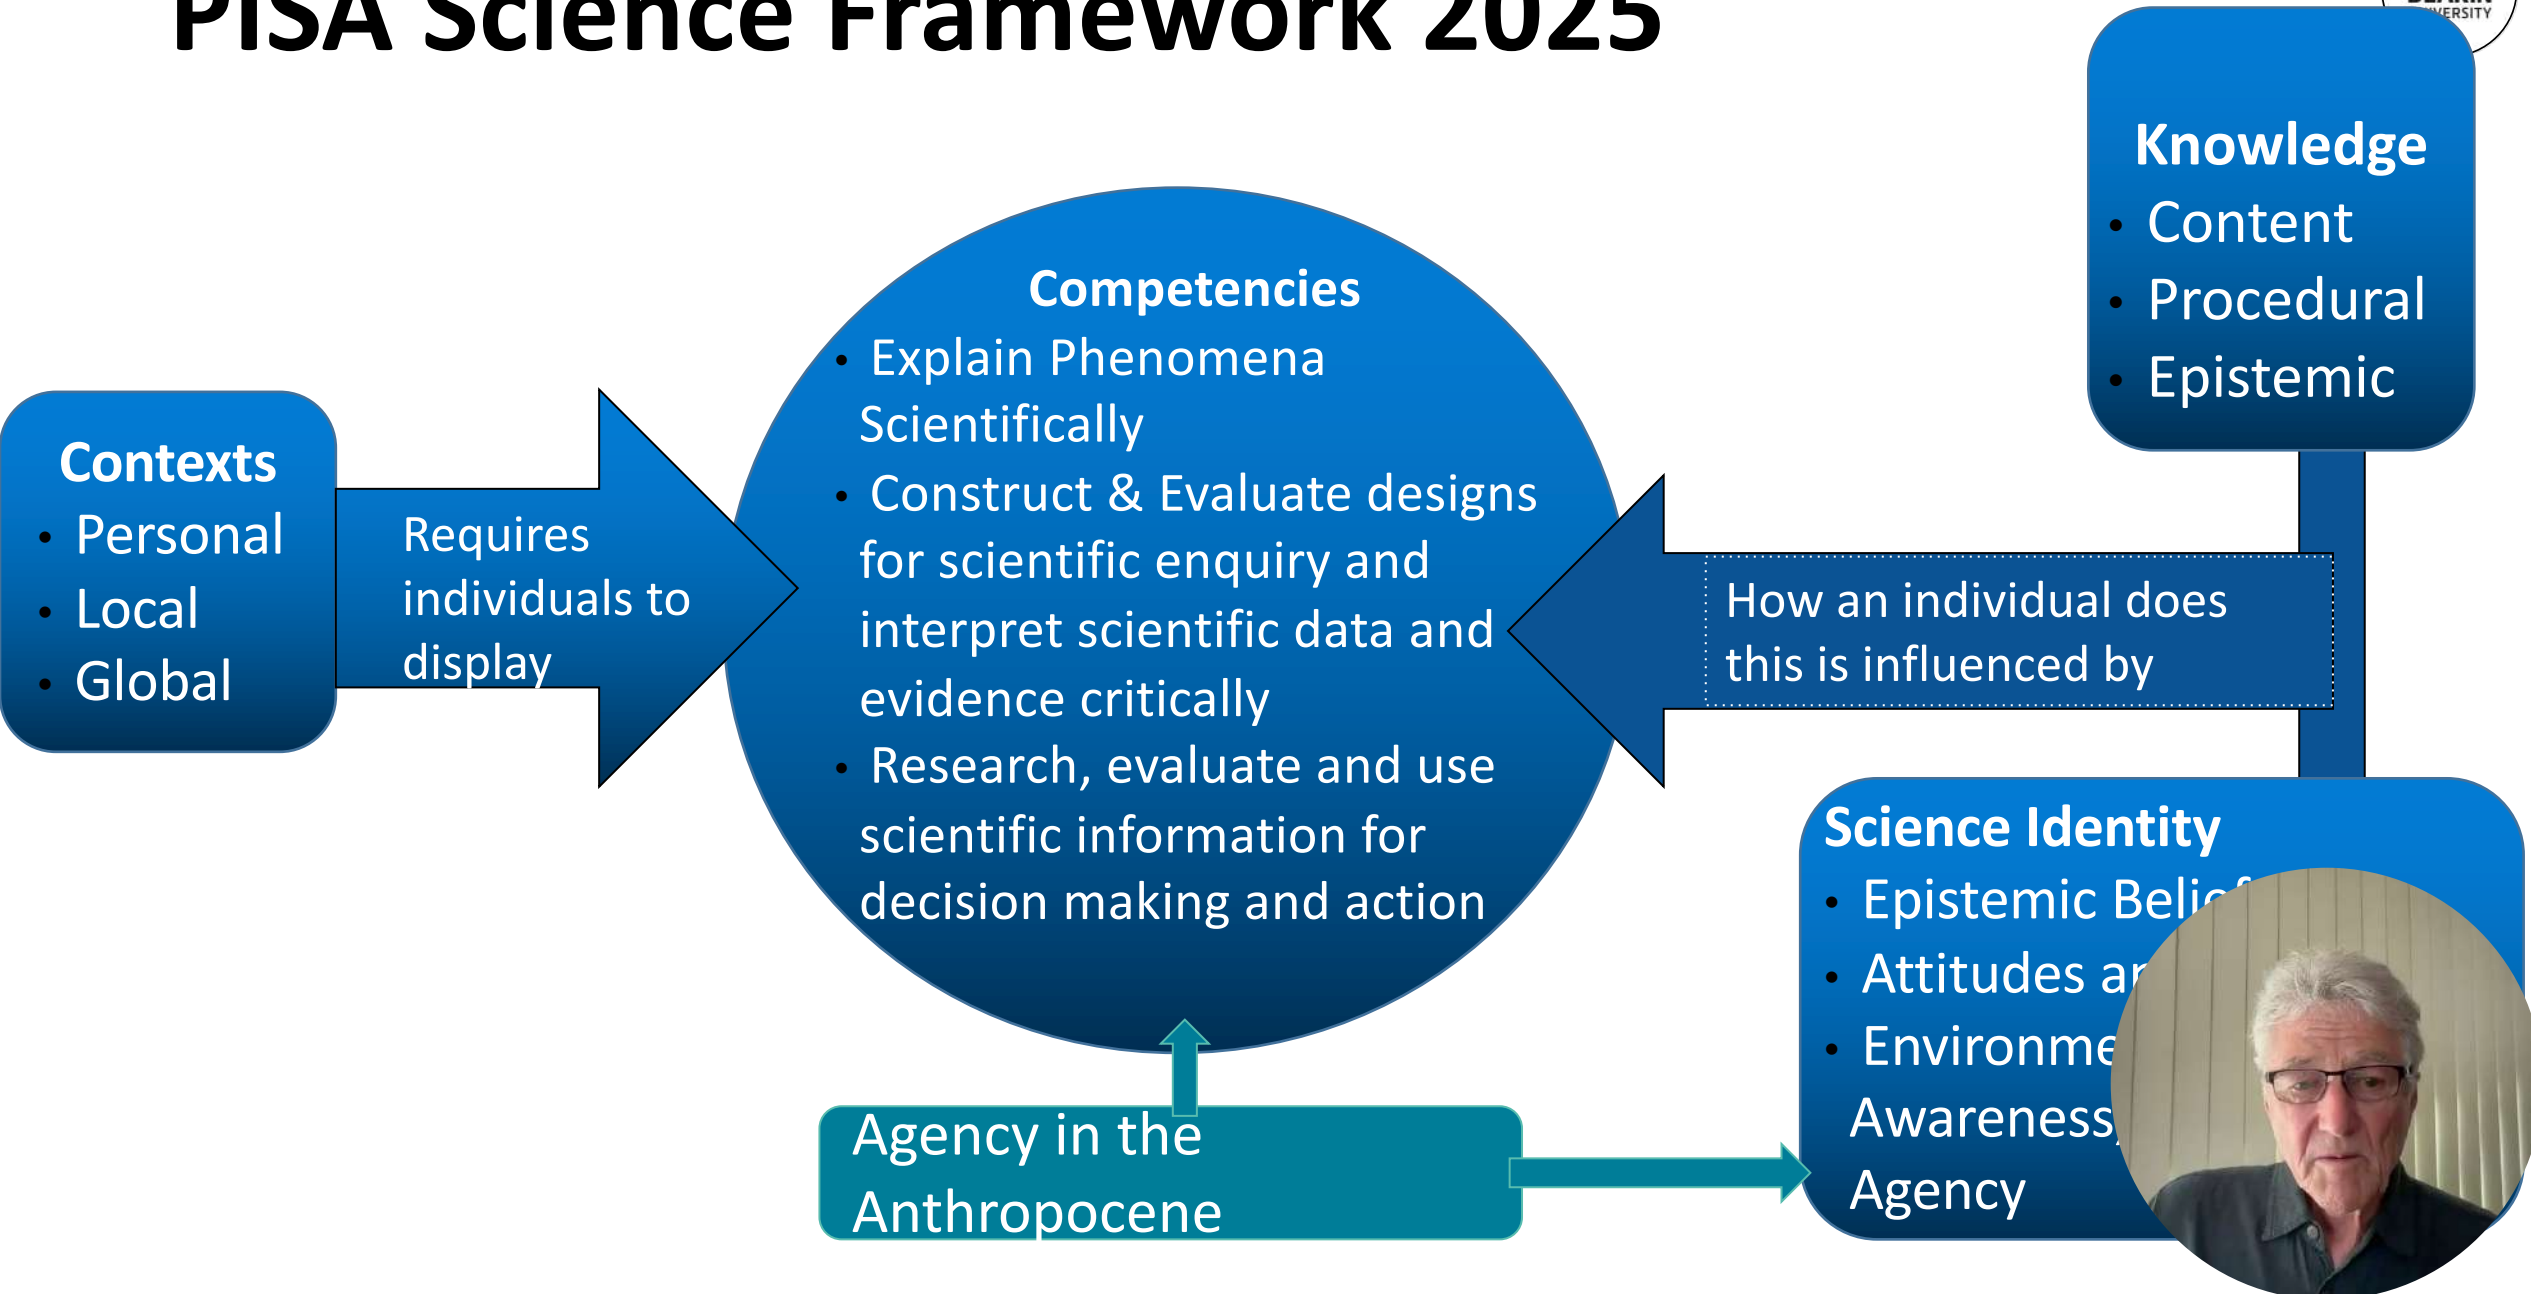 PISA Science Framework 2025
Knowledge
• Content
• Procedural
• Epistemic
Competencies
• Explain Phenomena
Scientifically
• Construct & Evaluate designs
for scientific enquiry and
interpret scientific data and
evidence critically
• Research, evaluate and use
scientific information for
decision making and action
Contexts
• Personal
• Local
• Global
Requires
individuals to
display
How an individual does
this is influenced by
Science Identity
• Epistemic
• Attitudes
•
Awareness,
Agency
Agency in the
Anthropocene